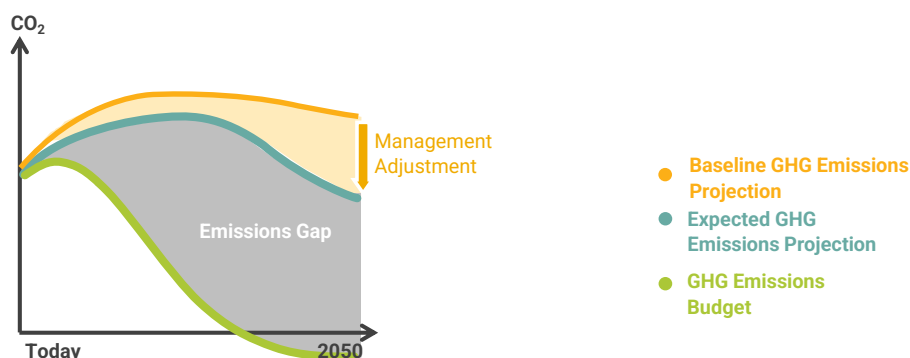 CO₂
Management
Adjustment
Emissions Gap
Today
2050
Baseline GHG Emissions
Projection
Expected GHG
Emissions Projection
GHG Emissions
Budget